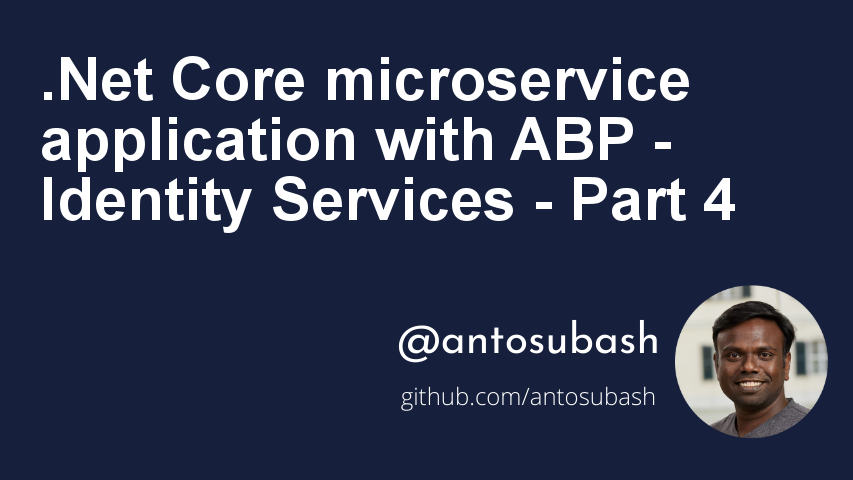 .Net Core microservice
application with ABP -
Identity Services - Part 4
@antosubash
github.com/antosubash